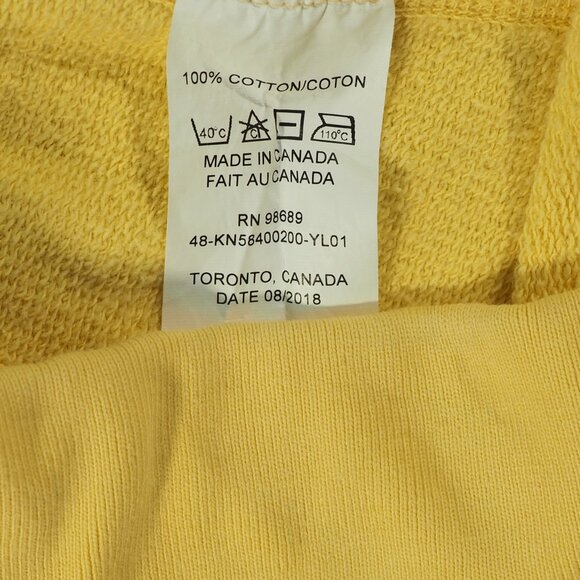 100% COTTON/COTON
40°C CL 110°C
MADE IN CANADA
FAIT AU CANADA
RN 98689
48-KN58400200-YL01
TORONTO, CANADA
DATE 08/2018